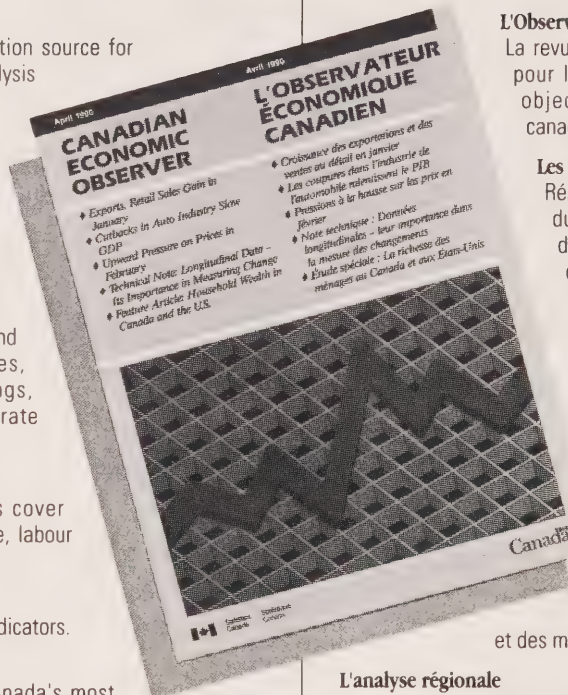 tion source for
lysis
nd
es,
gs,
rate
s cover
e, labour
dicators.
nada's most
April 1990
CANADIAN
ECONOMIC
OBSERVER
♦ Exports, Retail Sales Gain in
January
♦ Cutbacks in Auto Industry Slow
GDP
♦ Upward Pressure on Prices in
February
♦ Technical Note: Longitudinal Data –
Its Importance in Measuring Change
♦ Feature Article: Household Wealth in
Canada and the U.S.
Avril 1990
L'OBSERVATEUR
ÉCONOMIQUE
CANADIEN
♦ Croissance des exportations et des
ventes au détail en janvier
♦ Les coupures dans l'industrie de
l'automobile ralentissent le PIB
♦ Pressions à la hausse sur les prix en
février
♦ Note technique : Données
longitudinales – leur importance dans
la mesure des changements
♦ Étude spéciale : La richesse des
ménages au Canada et aux États-Unis
Statistics Statistique
Canada Canada
Canada
L'Observ
La revu
pour l
objec
cana
Les
Ré
du
d
et des m
L'analyse régionale